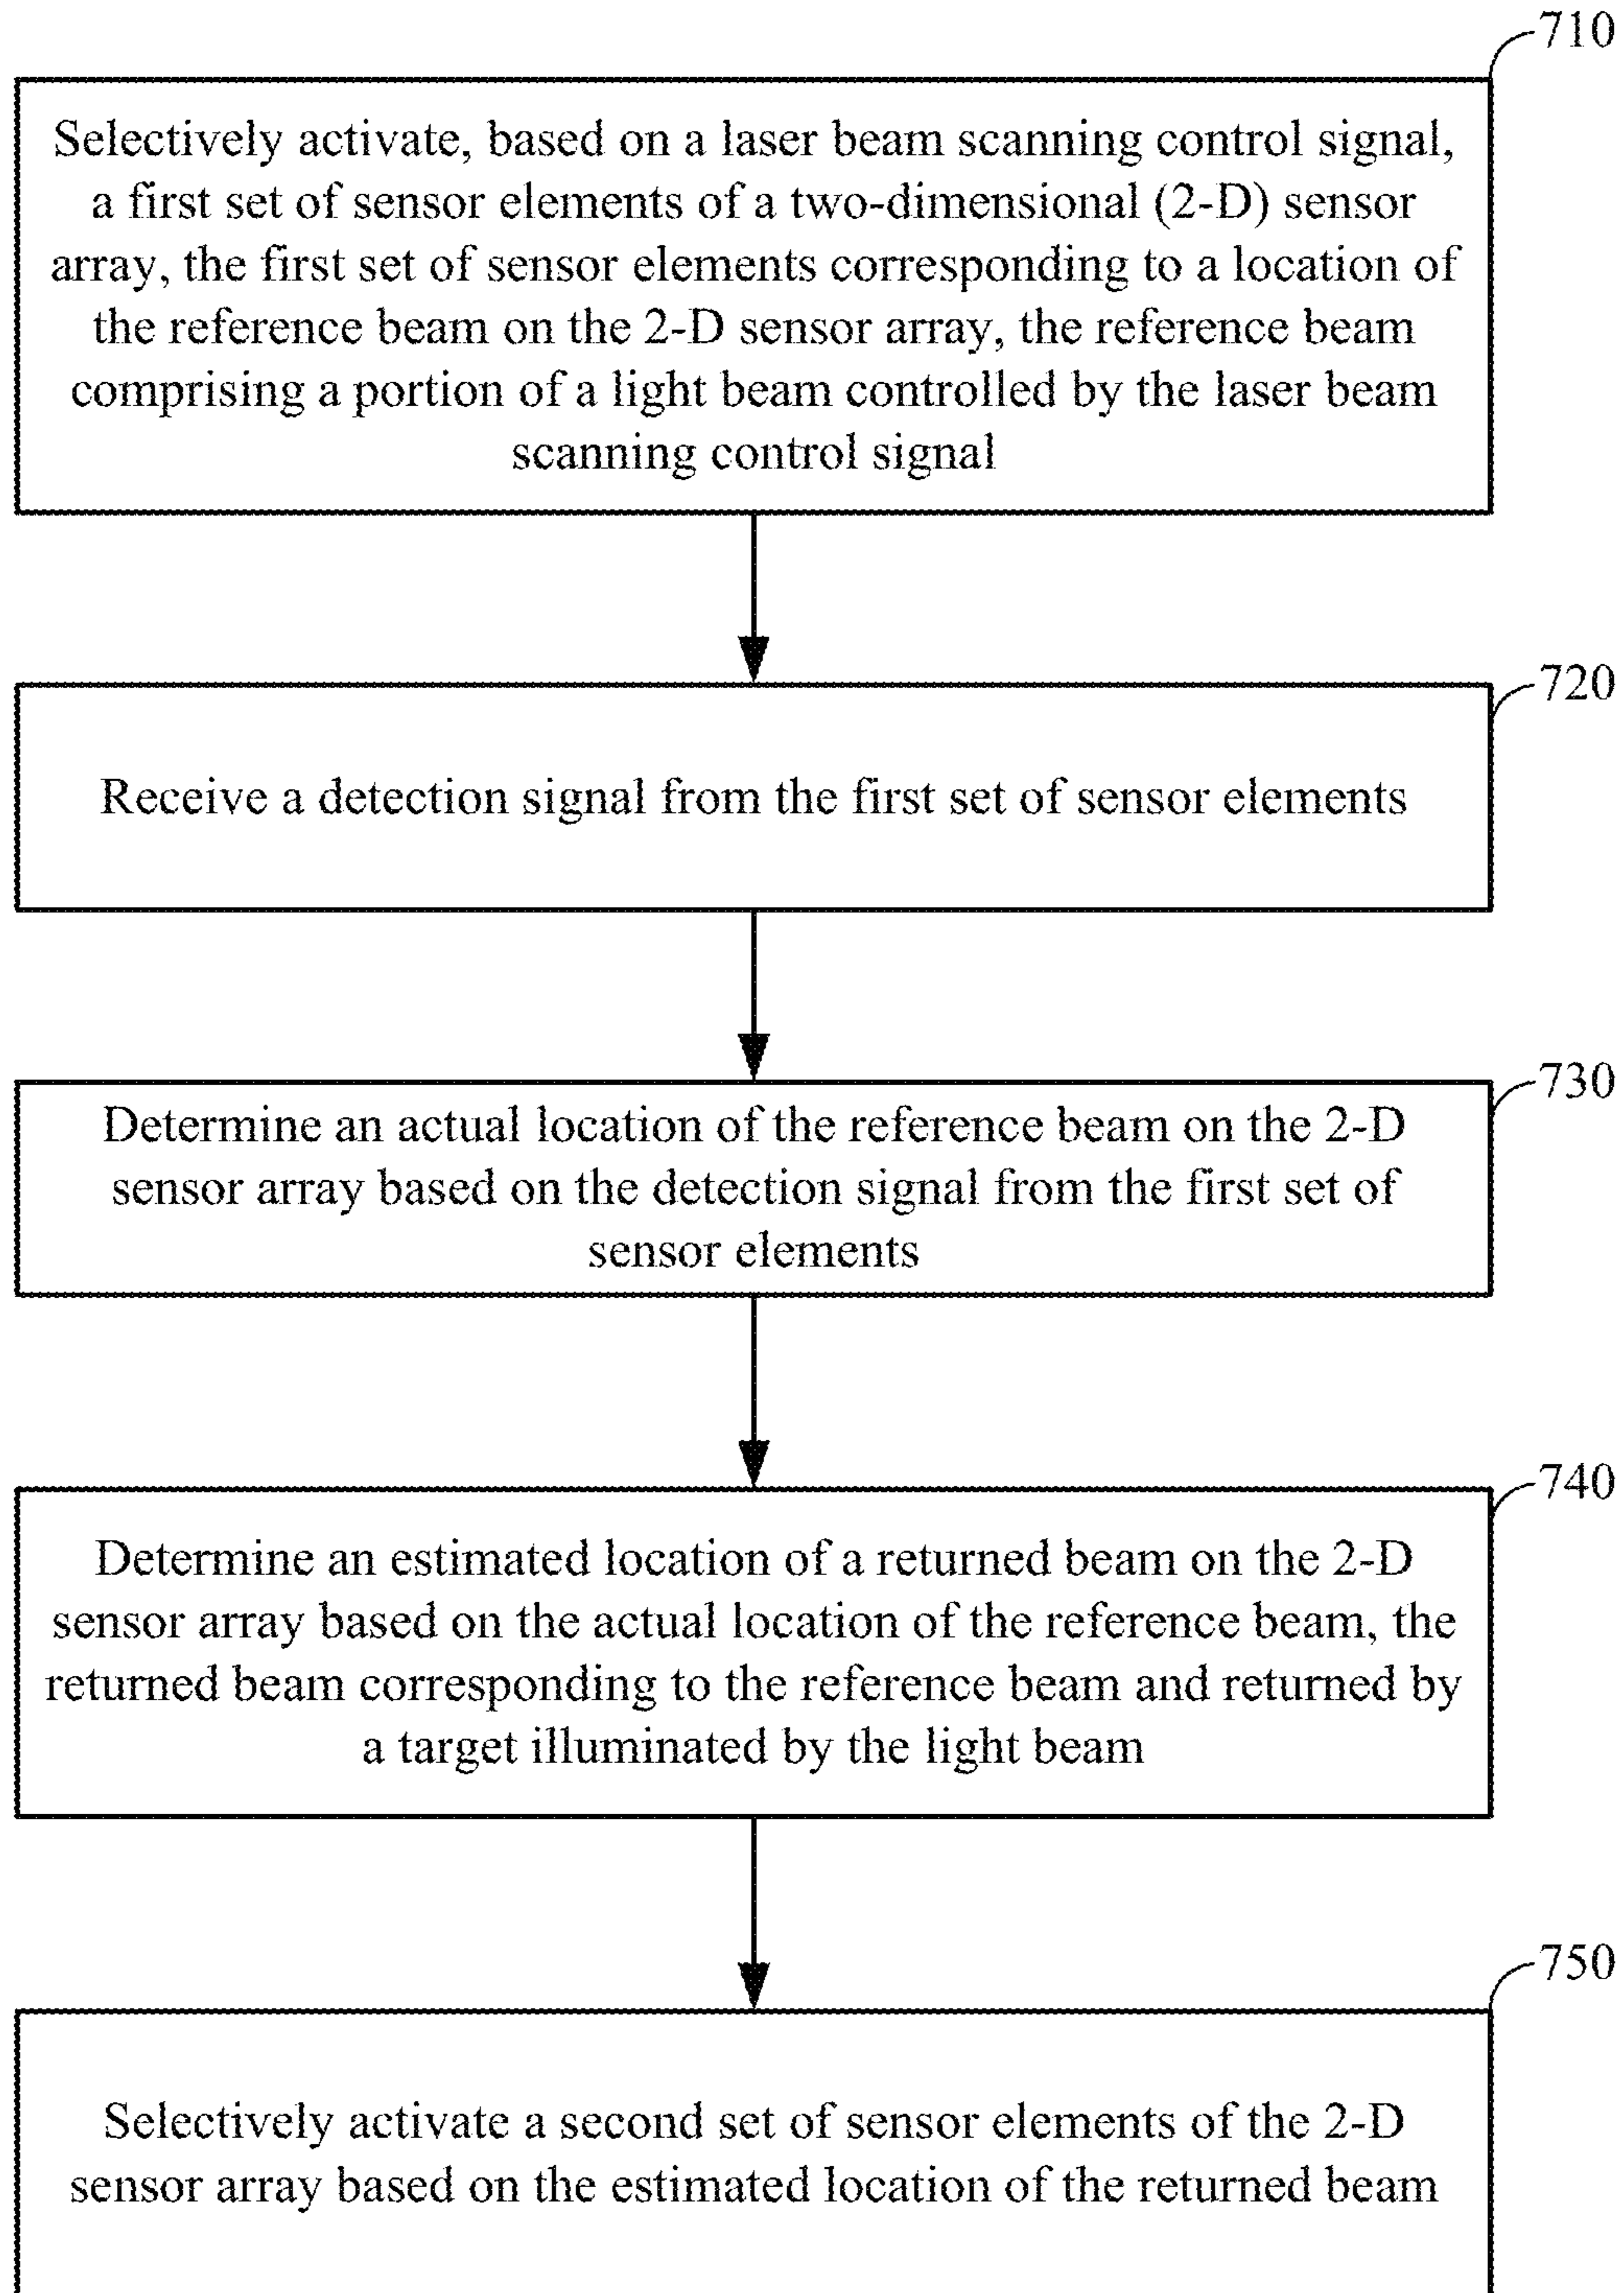 710
Selectively activate, based on a laser beam scanning control signal,
a first set of sensor elements of a two-dimensional (2-D) sensor
array, the first set of sensor elements corresponding to a location of
the reference beam on the 2-D sensor array, the reference beam
comprising a portion of a light beam controlled by the laser beam
scanning control signal
720
Receive a detection signal from the first set of sensor elements
730
Determine an actual location of the reference beam on the 2-D
sensor array based on the detection signal from the first set of
sensor elements
740
Determine an estimated location of a returned beam on the 2-D
sensor array based on the actual location of the reference beam, the
returned beam corresponding to the reference beam and returned by
a target illuminated by the light beam
750
Selectively activate a second set of sensor elements of the 2-D
sensor array based on the estimated location of the returned beam